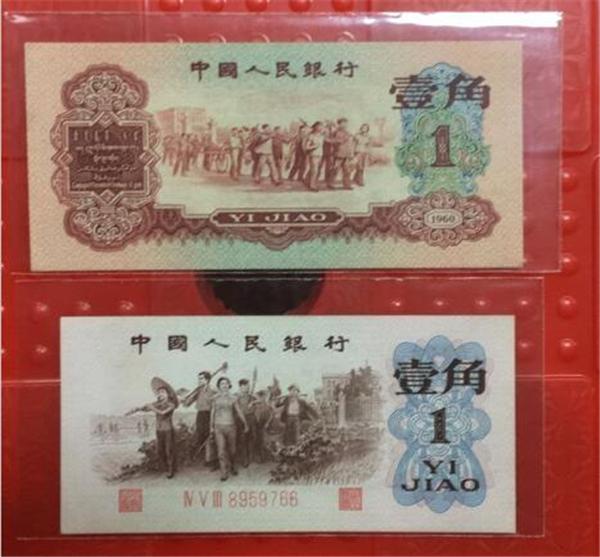 中國人民銀行
壹角
1
YI JIAO
1960
中國人民銀行
壹角
1
YI
JIAO
Ⅳ Ⅴ Ⅲ 8959766